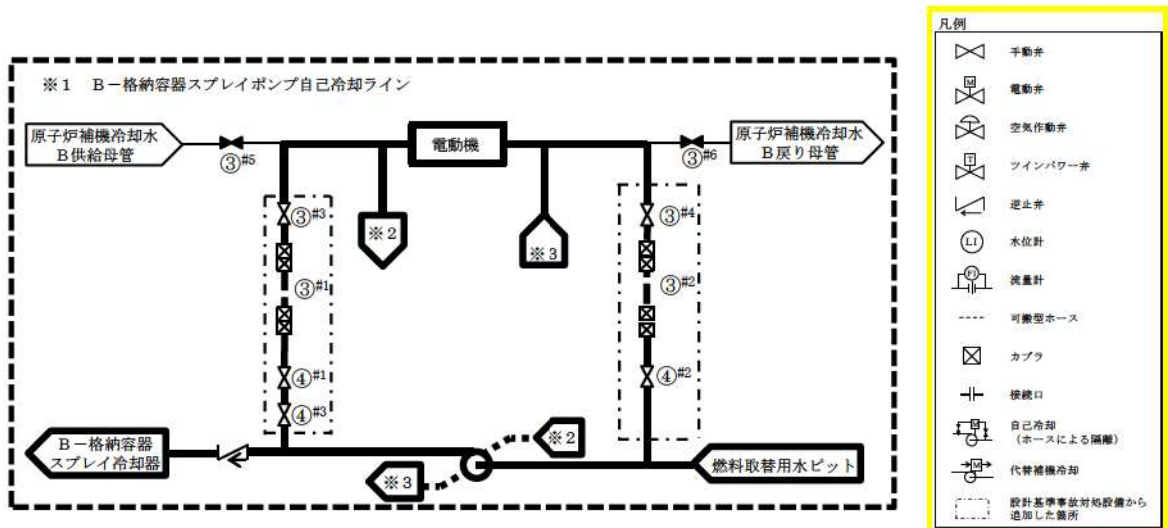 ※1 B-格納容器スプレイポンプ自己冷却ライン
原子炉補機冷却水
B供給母管
③#5
電動機
③#6
原子炉補機冷却水
B戻り母管
③#3
※2
※3
③#4
③#1
③#2
④#1
④#2
④#3
B-格納容器
スプレイ冷却器
※2
※3
燃料取替用水ピット
凡例
手動弁
M
電動弁
空気作動弁
T
ツインパワー弁
逆止弁
LI
水位計
FI
流量計
可搬型ホース
カプラ
接続口
M
自己冷却
(ホースによる隔離)
M
代替補機冷却
設計基準事故対処設備から
追加した箇所